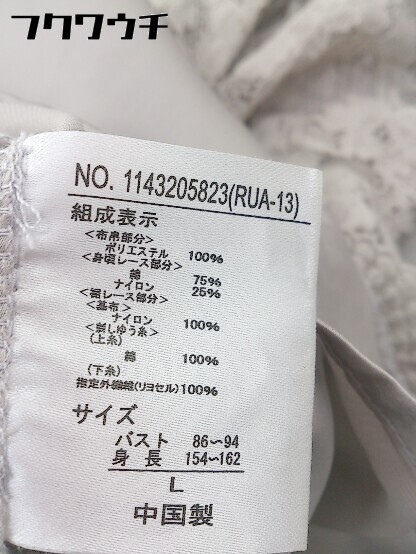 フクワウチ
NO. 1143205823(RUA-13)
組成表示
<布帛部分>
ポリエステル 100%
<身頃レース部分>
綿 75%
ナイロン 25%
<裾レース部分>
<基布>
ナイロン 100%
<刺しゅう糸>
(上糸)
綿 100%
(下糸)
指定外繊維(リヨセル)100%
サイズ
バスト 86~94
身長 154~162
L
中国製